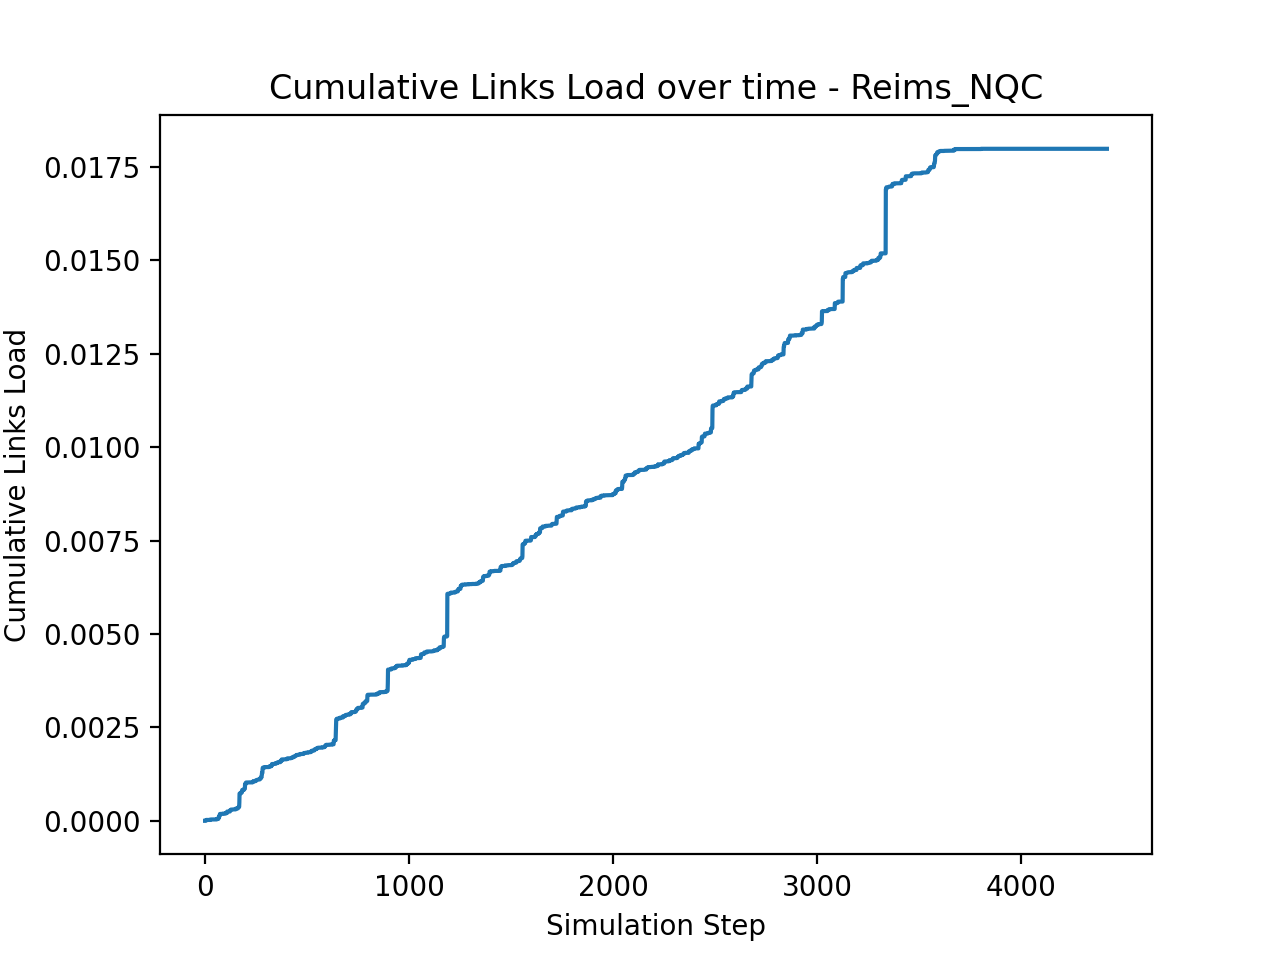 Cumulative Links Load over time - Reims_NQC
Cumulative Links Load
0.0175
0.0150
0.0125
0.0100
0.0075
0.0050
0.0025
0.0000
0 1000 2000 3000 4000
Simulation Step